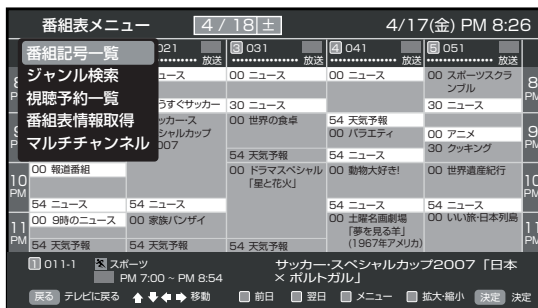 番組表メニュー 4/18土 4/17(金) PM 8:26
番組記号一覧
ジャンル検索
視聴予約一覧
番組表情報取得
マルチチャンネル
021 3 031 4 041 5 051
放送 放送 放送 放送
ュース 00 ニュース 00 ニュース 00 スポーツスクランブル
うすぐサッカー 30 ニュース 30 ニュース
ッカース 00 世界の食卓 54 天気予報
シャルカップ 00 バラエティ 00 アニメ
007 30 クッキング
54 天気予報 54 ニュース
00 報道番組 00 ドラマスペシャル 00 動物大好き! 00 世界遺産紀行
「星と花火」
54 ニュース 54 ニュース 54 ニュース 54 ニュース
00 9時のニュース 00 家族バンザイ 00 土曜名画劇場 00 いい旅・日本列島
「夢を見る羊」
54 天気予報 54 天気予報 54 天気予報 (1967年アメリカ)
8
PM
9
PM
10
PM
11
PM
1 011-1 スポーツ サッカー・スペシャルカップ2007「日本
PM 7:00 ~ PM 8:54 × ポルトガル」
戻る テレビに戻る 移動 前日 翌日 メニュー 拡大・縮小 決定 決定